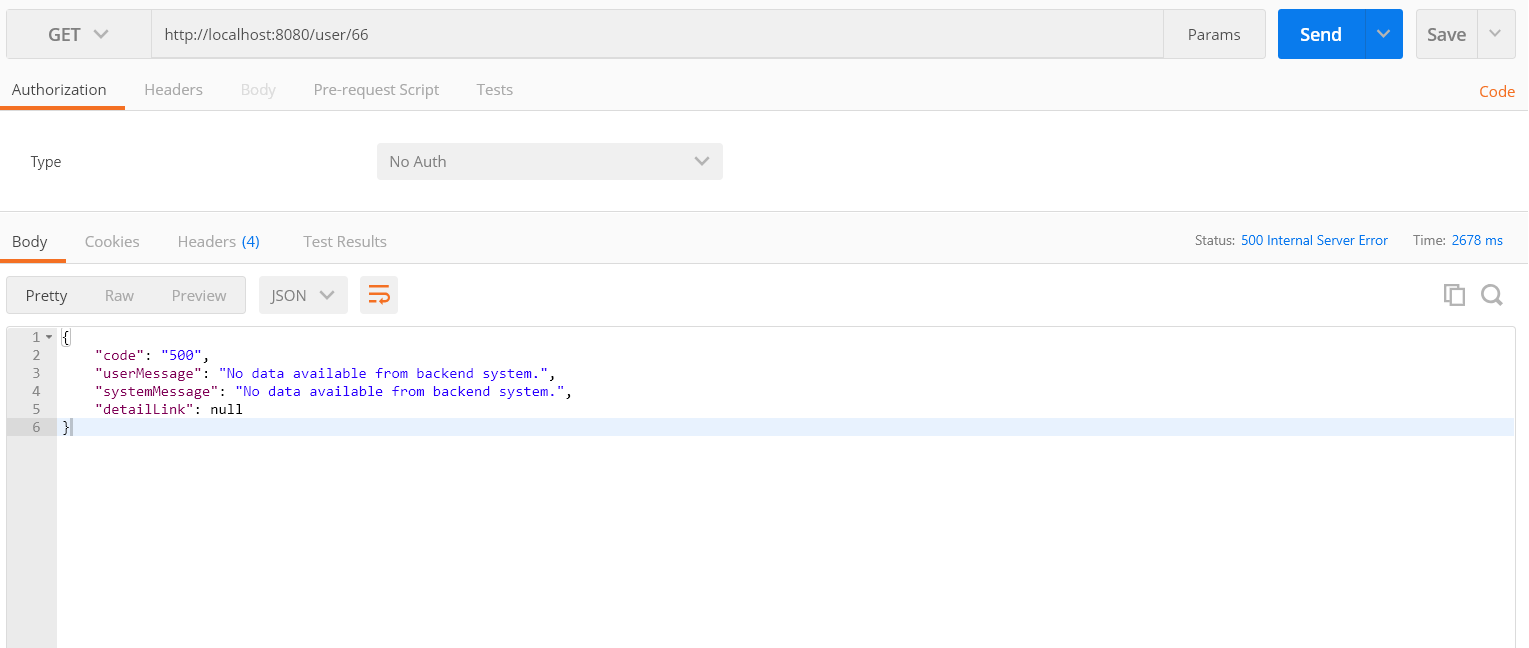 GET http://localhost:8080/user/66 Params Send Save
Authorization Headers Body Pre-request Script Tests Code
Type No Auth
Body Cookies Headers (4) Test Results Status: 500 Internal Server Error Time: 2678 ms
Pretty Raw Preview JSON
1 {
2 "code": "500",
3 "userMessage": "No data available from backend system.",
4 "systemMessage": "No data available from backend system.",
5 "detailLink": null
6 }